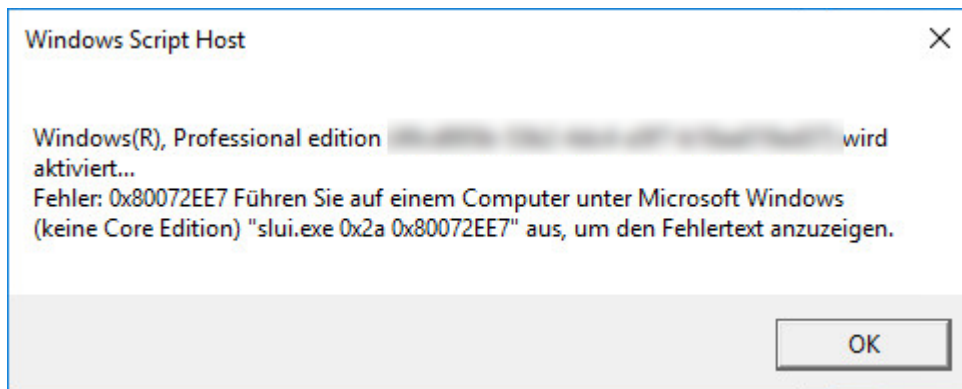 Windows Script Host
Windows(R), Professional edition wird
aktiviert...
Fehler: 0x80072EE7 Führen Sie auf einem Computer unter Microsoft Windows
(keine Core Edition) "slui.exe 0x2a 0x80072EE7" aus, um den Fehlertext anzuzeigen.
OK